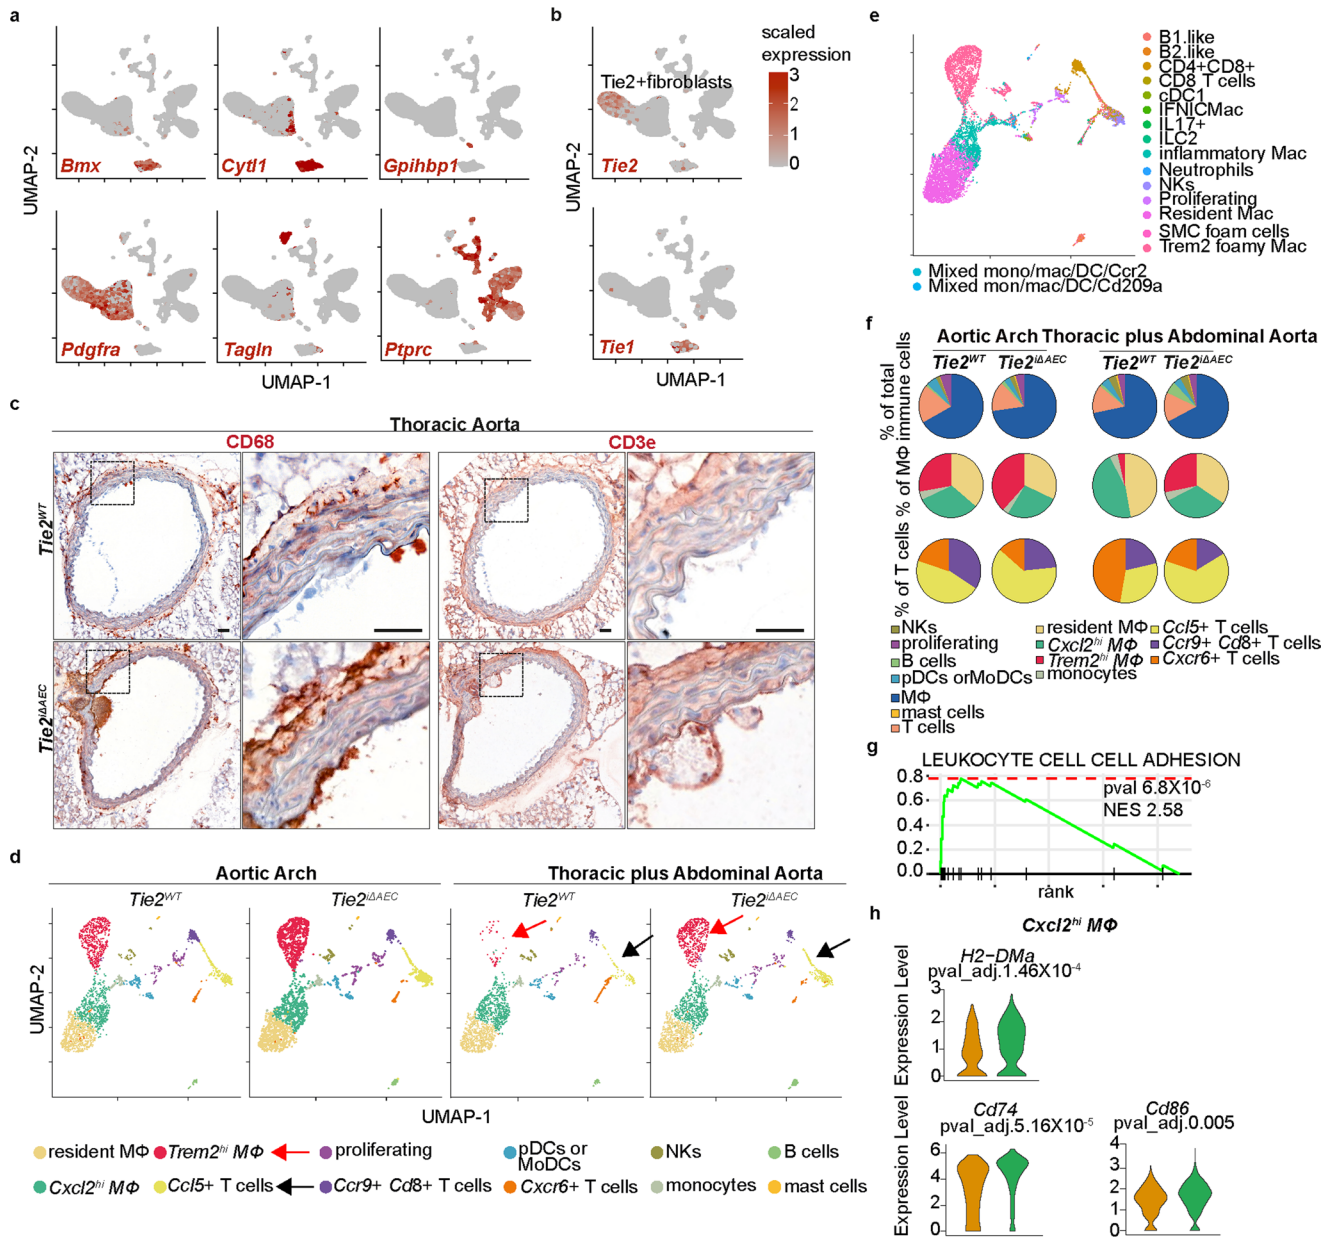 a
Bmx
Cytl1
Gpihbp1
Pdgfra
Tagln
Ptprc
UMAP-2
UMAP-1
b
Tie2+fibroblasts
Tie2
Tie1
UMAP-2
UMAP-1
scaled
expression
3
2
1
0
c
Thoracic Aorta
CD68
CD3e
Tie2WT
Tie2iΔAEC
d
Aortic Arch
Thoracic plus Abdominal Aorta
Tie2WT
Tie2iΔAEC
Tie2WT
Tie2iΔAEC
UMAP-2
UMAP-1
resident MΦ
Trem2hi MΦ
proliferating
pDCs or
MoDCs
NKs
B cells
Cxcl2hi MΦ
Ccl5+ T cells
Ccr9+ Cd8+ T cells
Cxcr6+ T cells
monocytes
mast cells
e
B1.like
B2.like
CD4+CD8+
CD8 T cells
cDC1
IFNICMac
IL17+
ILC2
inflammatory Mac
Neutrophils
NKs
Proliferating
Resident Mac
SMC foam cells
Trem2 foamy Mac
Mixed mono/mac/DC/Ccr2
Mixed mon/mac/DC/Cd209a
f
Aortic Arch Thoracic plus Abdominal Aorta
Tie2WT
Tie2iΔAEC
Tie2WT
Tie2iΔAEC
% of total
immune cells
% of MΦ
% of T cells
NKs
proliferating
B cells
pDCs orMoDCs
MΦ
mast cells
T cells
resident MΦ
Cxcl2hi MΦ
Trem2hi MΦ
monocytes
Ccl5+ T cells
Ccr9+ Cd8+ T cells
Cxcr6+ T cells
g
LEUKOCYTE CELL CELL ADHESION
0.8
0.6
0.4
0.2
0.0
pval 6.8X10-6
NES 2.58
rank
h
Cxcl2hi MΦ
H2−DMa
pval_adj.1.46X10-4
Expression Level
3
2
1
0
Cd74
pval_adj.5.16X10-5
Expression Level
6
4
2
0
Cd86
pval_adj.0.005
4
3
2
1
0